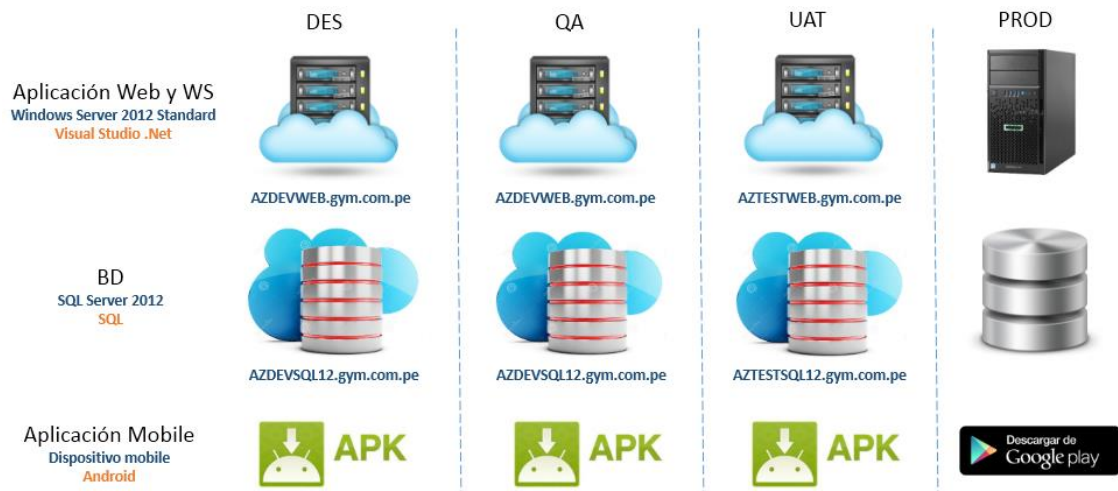 DES
QA
UAT
PROD
Aplicación Web y WS
Windows Server 2012 Standard
Visual Studio .Net
AZDEVWEB.gym.com.pe
AZDEVWEB.gym.com.pe
AZTESTWEB.gym.com.pe
BD
SQL Server 2012
SQL
AZDEVSQL12.gym.com.pe
AZDEVSQL12.gym.com.pe
AZTESTSQL12.gym.com.pe
Aplicación Mobile
Dispositivo mobile
Android
APK
APK
APK
Descargar de
Google play